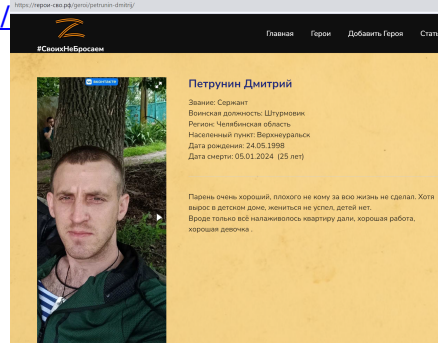 https://герои-сво.рф/geroi/petrunin-dmitrij/
#СвоихНеБросаем
Главная Герои Добавить Героя Стать
вконтакте
Петрунин Дмитрий
Звание: Сержант
Воинская должность: Штурмовик
Регион: Челябинская область
Населенный пункт: Верхнеуральск
Дата рождения: 24.05.1998
Дата смерти: 05.01.2024 (25 лет)
Парень очень хороший, плохого не кому за всю жизнь не сделал. Хотя
вырос в детском доме, жениться не успел, детей нет.
Вроде только всё налаживолось квартиру дали, хорошая работа,
хорошая девочка .